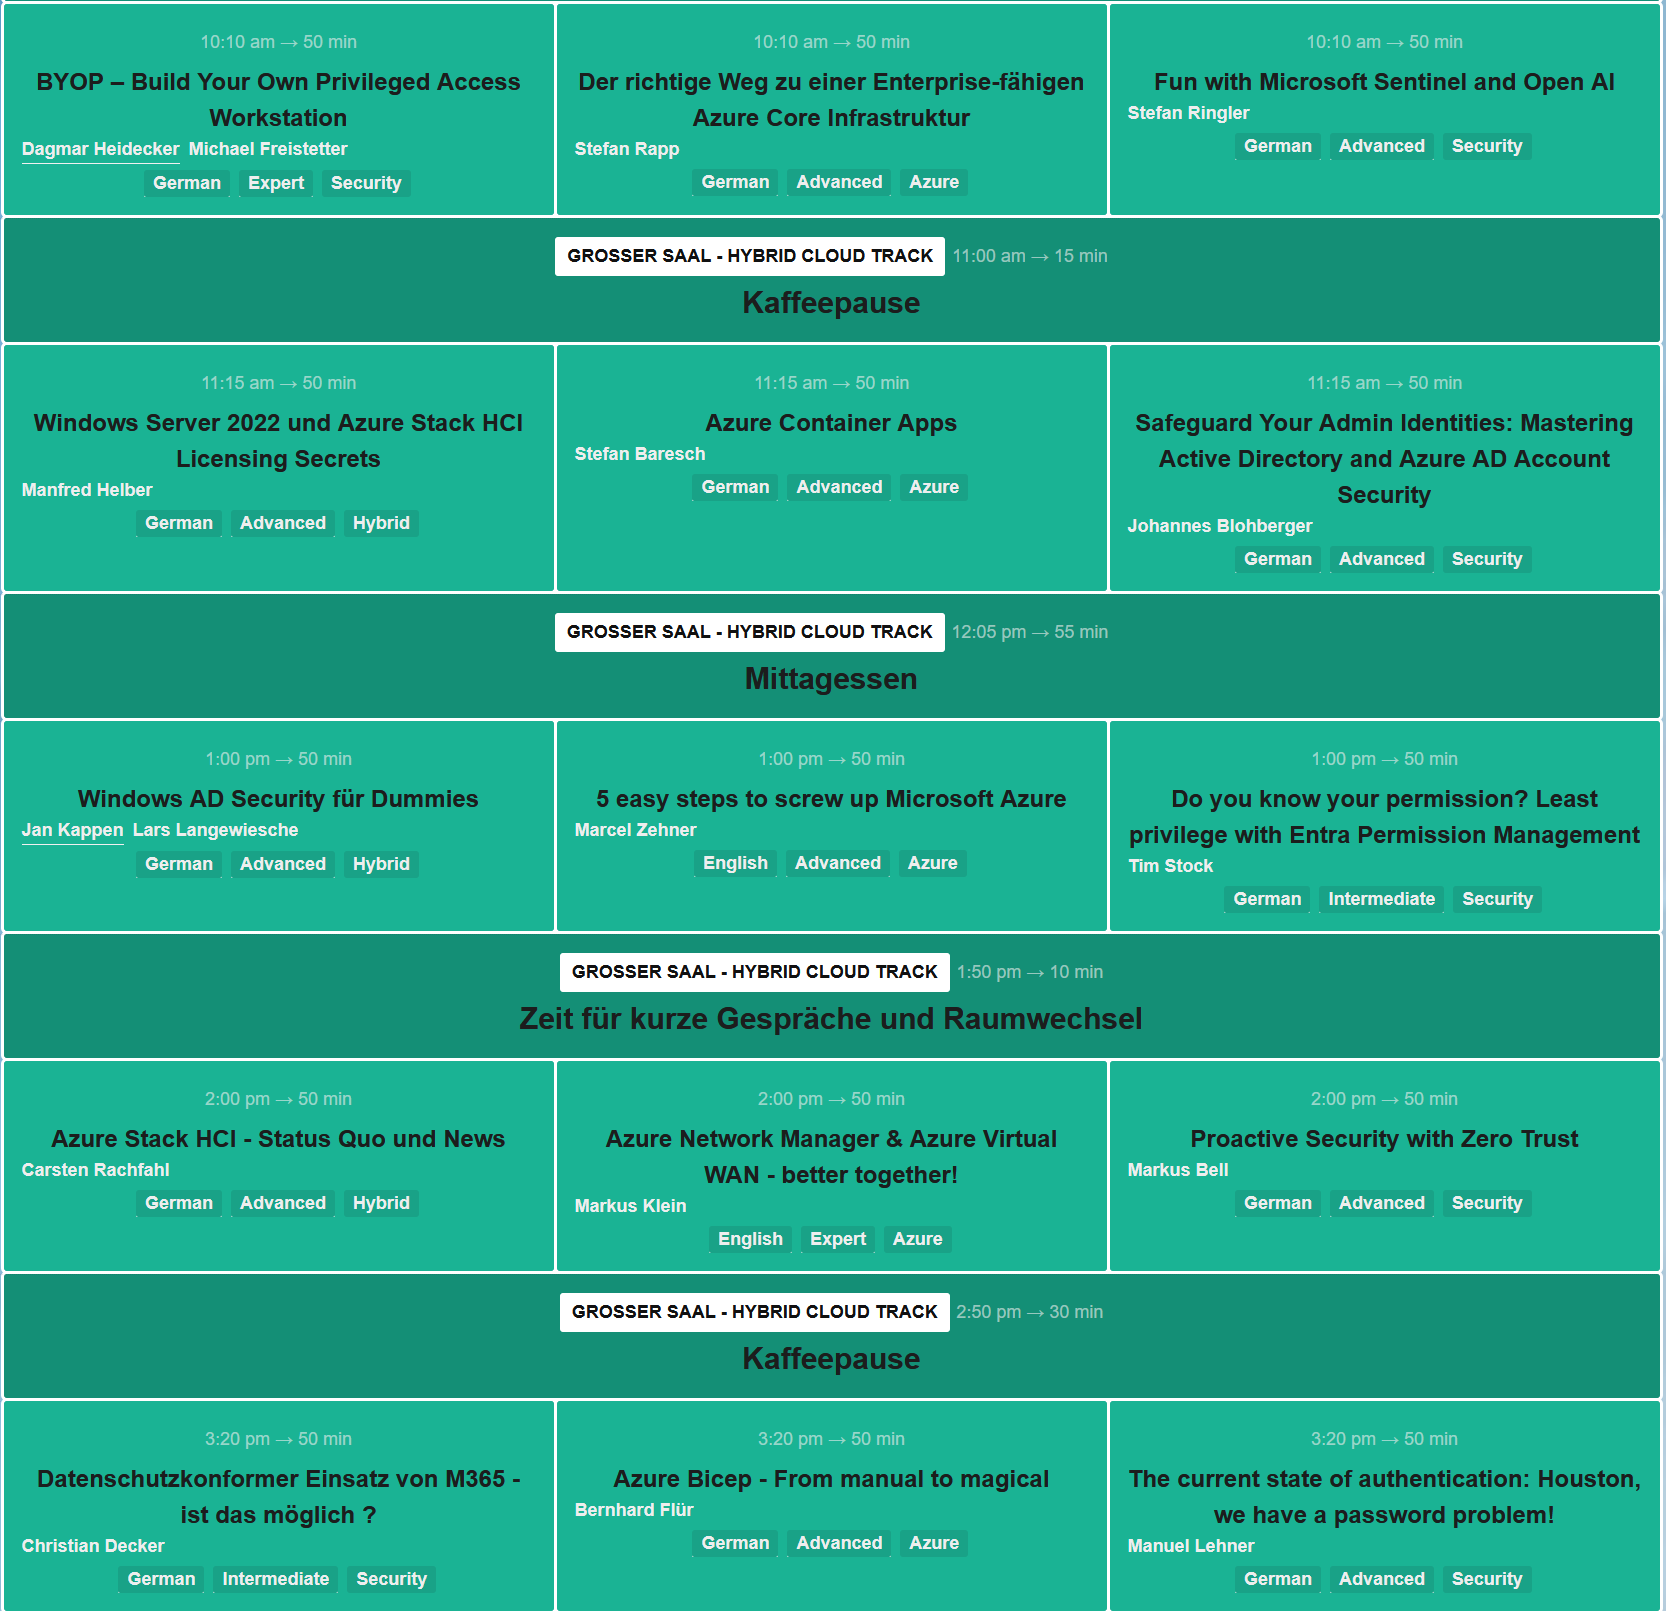 10:10 am → 50 min
BYOP – Build Your Own Privileged Access
Workstation
Dagmar Heidecker Michael Freistetter
German Expert Security
10:10 am → 50 min
Der richtige Weg zu einer Enterprise-fähigen
Azure Core Infrastruktur
Stefan Rapp
German Advanced Azure
10:10 am → 50 min
Fun with Microsoft Sentinel and Open AI
Stefan Ringler
German Advanced Security
GROSSER SAAL - HYBRID CLOUD TRACK 11:00 am → 15 min
Kaffeepause
11:15 am → 50 min
Windows Server 2022 und Azure Stack HCI
Licensing Secrets
Manfred Helber
German Advanced Hybrid
11:15 am → 50 min
Azure Container Apps
Stefan Baresch
German Advanced Azure
11:15 am → 50 min
Safeguard Your Admin Identities: Mastering
Active Directory and Azure AD Account
Security
Johannes Blohberger
German Advanced Security
GROSSER SAAL - HYBRID CLOUD TRACK 12:05 pm → 55 min
Mittagessen
1:00 pm → 50 min
Windows AD Security für Dummies
Jan Kappen Lars Langewiesche
German Advanced Hybrid
1:00 pm → 50 min
5 easy steps to screw up Microsoft Azure
Marcel Zehner
English Advanced Azure
1:00 pm → 50 min
Do you know your permission? Least
privilege with Entra Permission Management
Tim Stock
German Intermediate Security
GROSSER SAAL - HYBRID CLOUD TRACK 1:50 pm → 10 min
Zeit für kurze Gespräche und Raumwechsel
2:00 pm → 50 min
Azure Stack HCI - Status Quo und News
Carsten Rachfahl
German Advanced Hybrid
2:00 pm → 50 min
Azure Network Manager & Azure Virtual
WAN - better together!
Markus Klein
English Expert Azure
2:00 pm → 50 min
Proactive Security with Zero Trust
Markus Bell
German Advanced Security
GROSSER SAAL - HYBRID CLOUD TRACK 2:50 pm → 30 min
Kaffeepause
3:20 pm → 50 min
Datenschutzkonformer Einsatz von M365 -
ist das möglich ?
Christian Decker
German Intermediate Security
3:20 pm → 50 min
Azure Bicep - From manual to magical
Bernhard Flür
German Advanced Azure
3:20 pm → 50 min
The current state of authentication: Houston,
we have a password problem!
Manuel Lehner
German Advanced Security